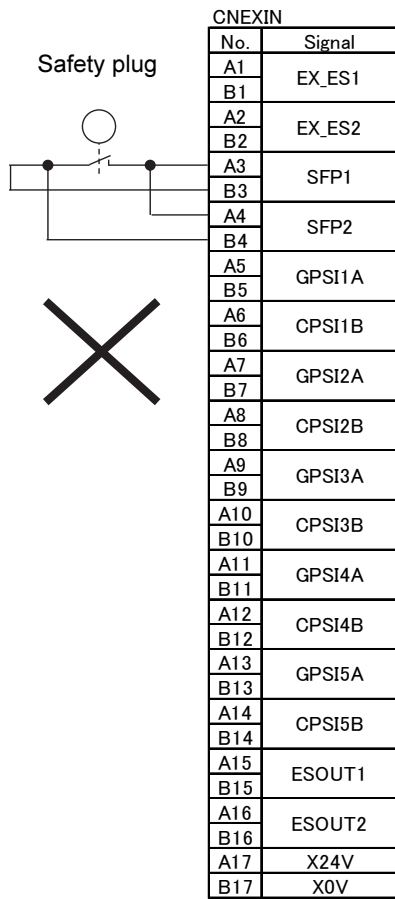 CNEXIN
No. Signal
Safety plug
A1 EX_ES1
B1
A2 EX_ES2
B2
A3 SFP1
B3
A4 SFP2
B4
A5 GPSI1A
B5
A6 CPSI1B
B6
A7 GPSI2A
B7
A8 CPSI2B
B8
A9 GPSI3A
B9
A10 CPSI3B
B10
A11 GPSI4A
B11
A12 CPSI4B
B12
A13 GPSI5A
B13
A14 CPSI5B
B14
A15 ESOUT1
B15
A16 ESOUT2
B16
A17 X24V
B17 X0V